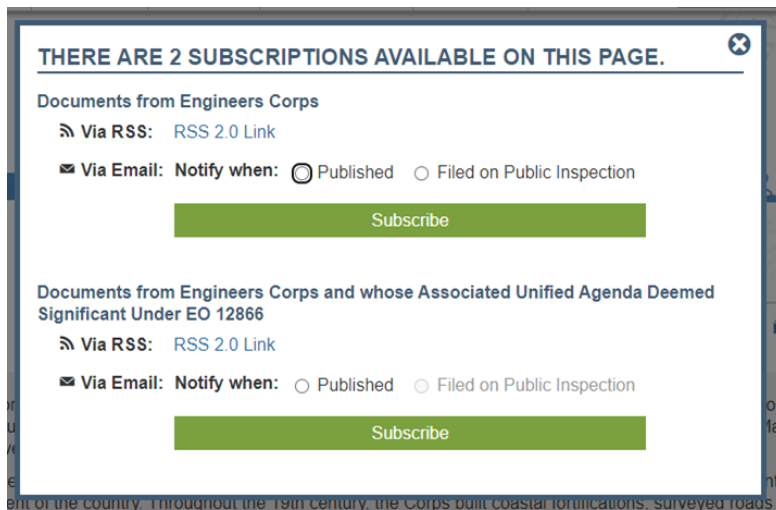 THERE ARE 2 SUBSCRIPTIONS AVAILABLE ON THIS PAGE.
Documents from Engineers Corps
Via RSS: RSS 2.0 Link
Via Email: Notify when: Published Filed on Public Inspection
Subscribe
Documents from Engineers Corps and whose Associated Unified Agenda Deemed
Significant Under EO 12866
Via RSS: RSS 2.0 Link
Via Email: Notify when: Published Filed on Public Inspection
Subscribe
ent of the country. Throughout the 19th century, the Corps built coastal fortifications, surveyed roads